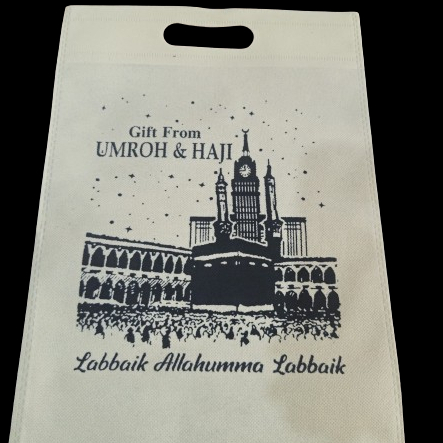 Gift From
UMROH & HAJI
Labbaik Allahumma Labbaik